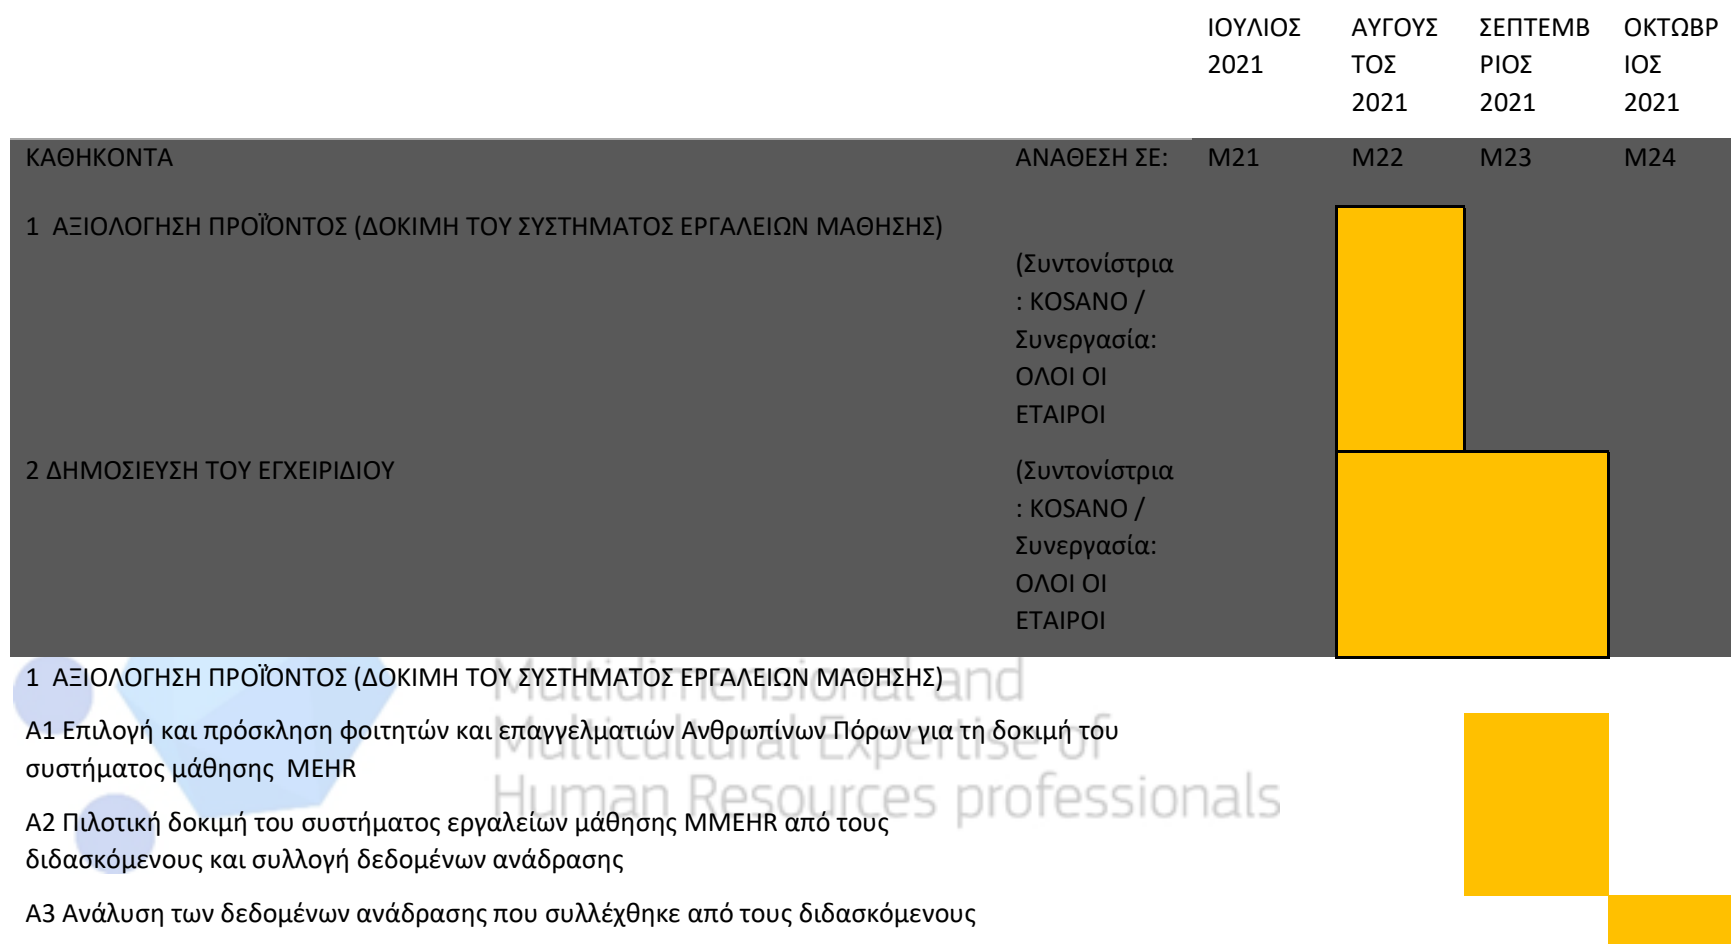 ΙΟΥΛΙΟΣ
2021
ΑΥΓΟΥΣ
ΤΟΣ
2021
ΣΕΠΤΕΜΒ
ΡΙΟΣ
2021
ΟΚΤΩΒΡ
ΙΟΣ
2021
ΚΑΘΗΚΟΝΤΑ
ΑΝΑΘΕΣΗ ΣΕ:
M21
M22
M23
M24
1 ΑΞΙΟΛΟΓΗΣΗ ΠΡΟΪΌΝΤΟΣ (ΔΟΚΙΜΗ ΤΟΥ ΣΥΣΤΗΜΑΤΟΣ ΕΡΓΑΛΕΙΩΝ ΜΑΘΗΣΗΣ)
(Συντονίστρια
: KOSANO /
Συνεργασία:
ΟΛΟΙ ΟΙ
ΕΤΑΙΡΟΙ
2 ΔΗΜΟΣΙΕΥΣΗ ΤΟΥ ΕΓΧΕΙΡΙΔΙΟΥ
(Συντονίστρια
: KOSANO /
Συνεργασία:
ΟΛΟΙ ΟΙ
ΕΤΑΙΡΟΙ
1 ΑΞΙΟΛΟΓΗΣΗ ΠΡΟΪΌΝΤΟΣ (ΔΟΚΙΜΗ ΤΟΥ ΣΥΣΤΗΜΑΤΟΣ ΕΡΓΑΛΕΙΩΝ ΜΑΘΗΣΗΣ)
Α1 Επιλογή και πρόσκληση φοιτητών και επαγγελματιών Ανθρωπίνων Πόρων για τη δοκιμή του
συστήματος μάθησης MEHR
Α2 Πιλοτική δοκιμή του συστήματος εργαλείων μάθησης MMEHR από τους
διδασκόμενους και συλλογή δεδομένων ανάδρασης
Α3 Ανάλυση των δεδομένων ανάδρασης που συλλέχθηκε από τους διδασκόμενους
Multidimensional and
Multicultural Expertise of
Human Resources professionals